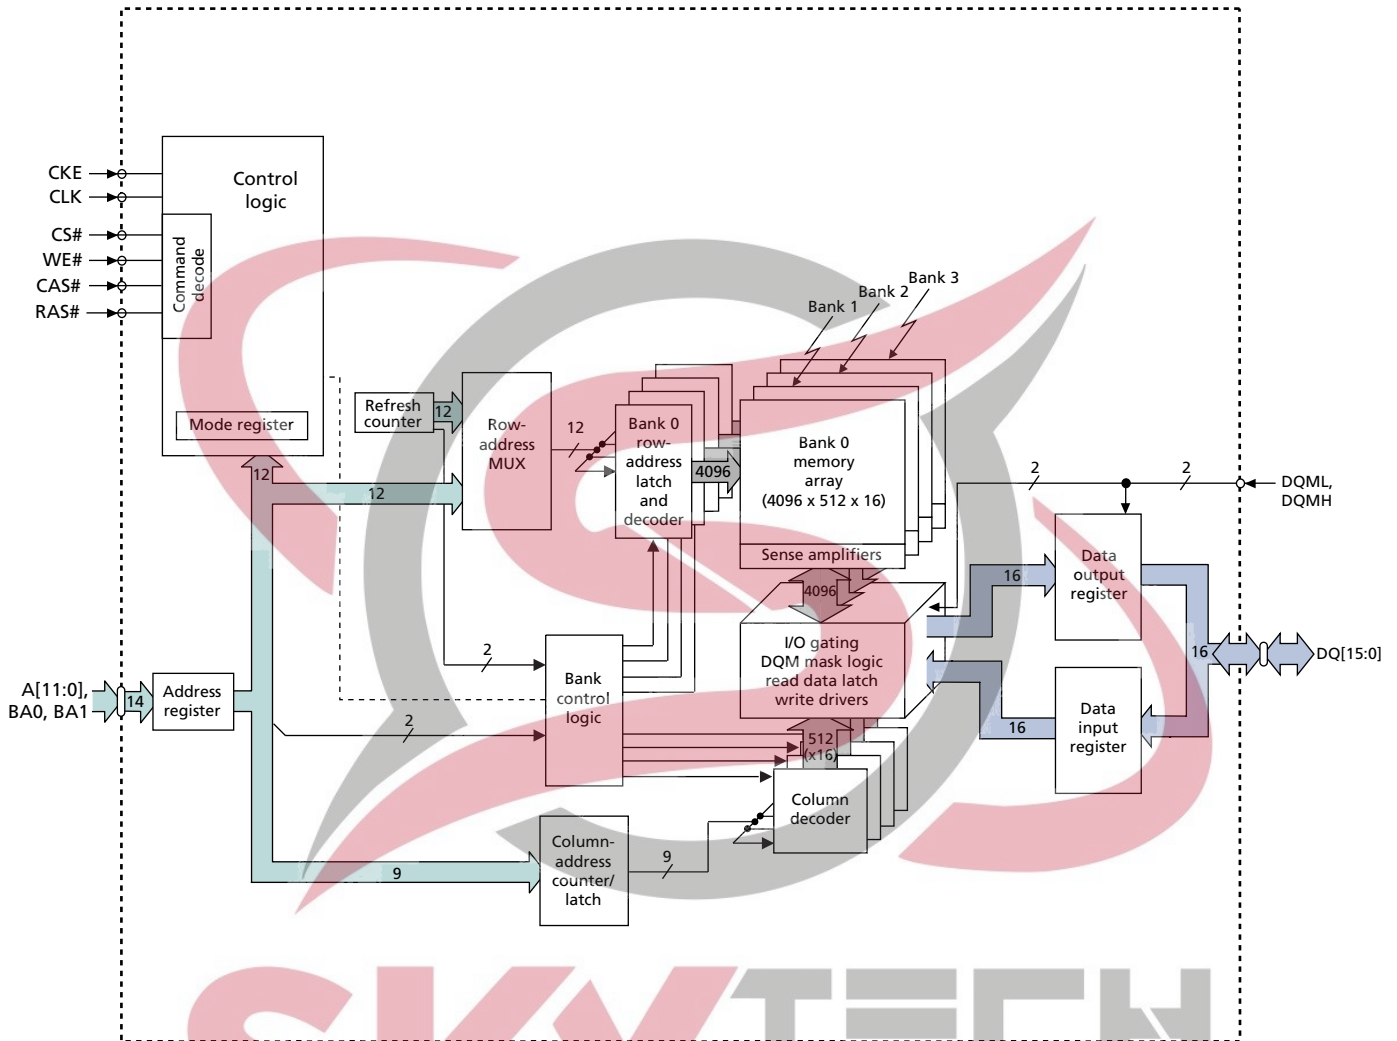 CKE
CLK
CS#
WE#
CAS#
RAS#
Control
logic
Command
decode
Mode register
12
Refresh
counter
12
12
Row-
address
MUX
12
Bank 0
row-
address
latch
and
decoder
4096
Bank 1
Bank 2
Bank 3
Bank 0
memory
array
(4096 x 512 x 16)
Sense amplifiers
4096
I/O gating
DQM mask logic
read data latch
write drivers
512
(x16)
Column
decoder
2
2
DQML,
DQMH
16
Data
output
register
16
DQ[15:0]
16
Data
input
register
A[11:0],
BA0, BA1
14
Address
register
2
2
Bank
control
logic
9
Column-
address
counter/
latch
9
SKYTECH